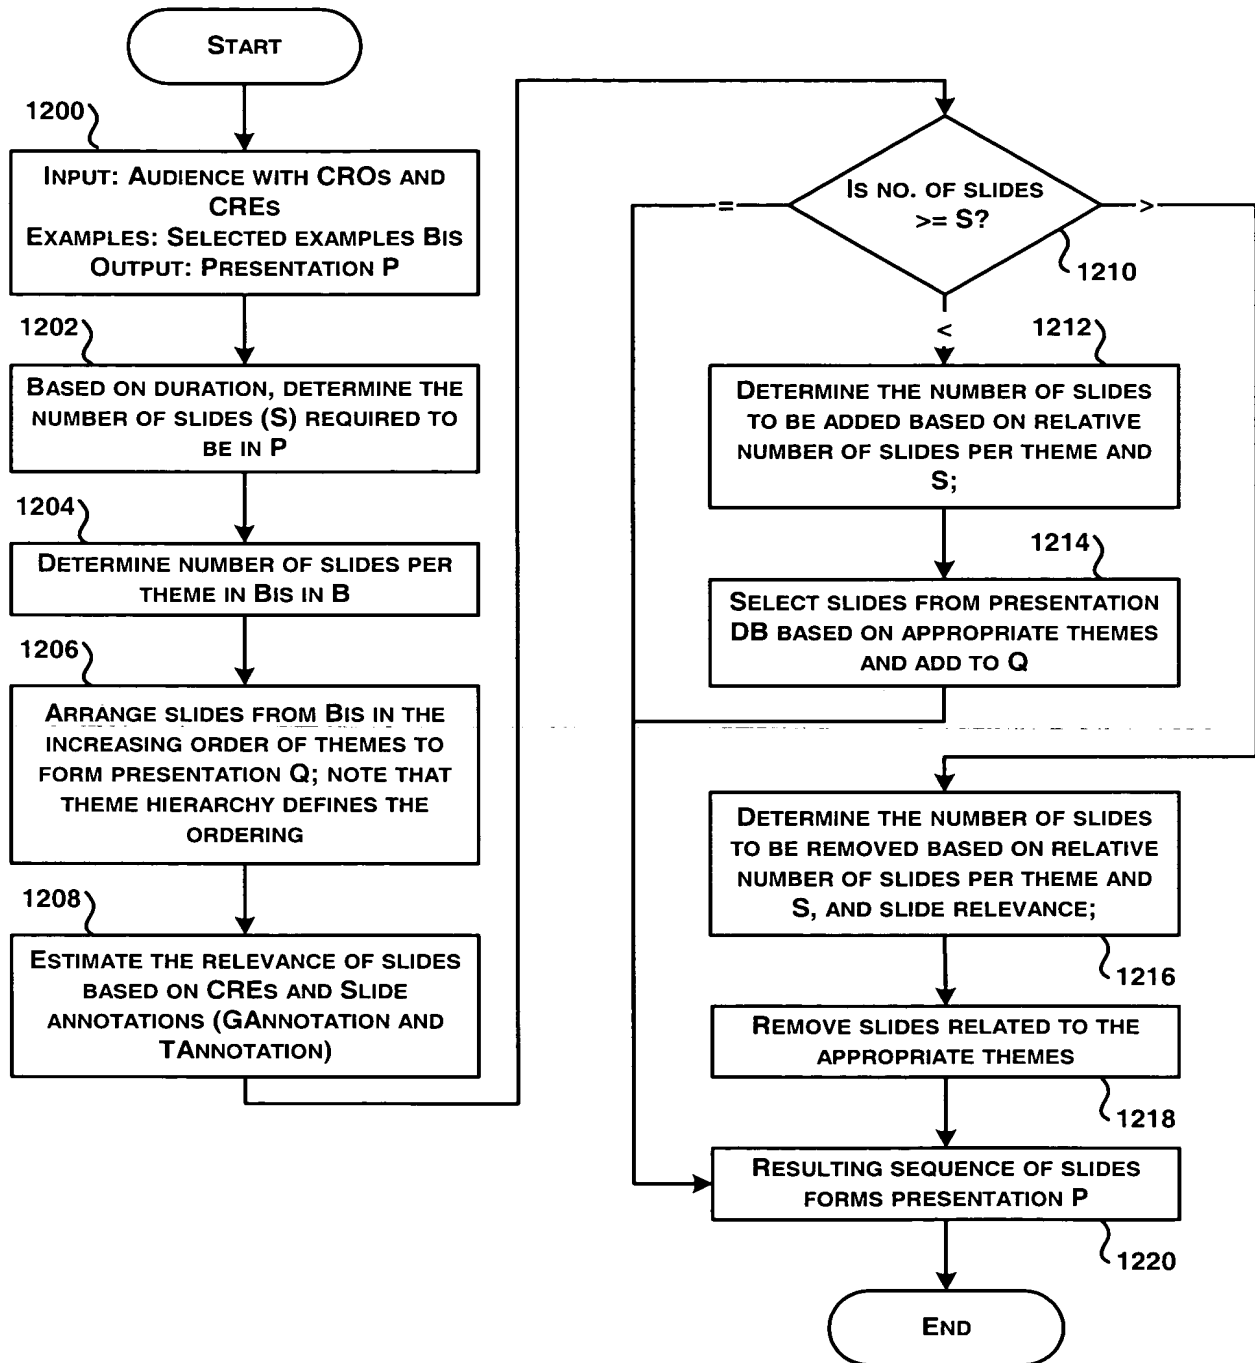 START
1200
INPUT: AUDIENCE WITH CROS AND
CRES
EXAMPLES: SELECTED EXAMPLES BIS
OUTPUT: PRESENTATION P
1202
BASED ON DURATION, DETERMINE THE
NUMBER OF SLIDES (S) REQUIRED TO
BE IN P
1204
DETERMINE NUMBER OF SLIDES PER
THEME IN BIS IN B
1206
ARRANGE SLIDES FROM BIS IN THE
INCREASING ORDER OF THEMES TO
FORM PRESENTATION Q; NOTE THAT
THEME HIERARCHY DEFINES THE
ORDERING
1208
ESTIMATE THE RELEVANCE OF SLIDES
BASED ON CRES AND SLIDE
ANNOTATIONS (GANNOTATION AND
TANNOTATION)
IS NO. OF SLIDES
>= S?
=
>
1210
<
1212
DETERMINE THE NUMBER OF SLIDES
TO BE ADDED BASED ON RELATIVE
NUMBER OF SLIDES PER THEME AND
S;
1214
SELECT SLIDES FROM PRESENTATION
DB BASED ON APPROPRIATE THEMES
AND ADD TO Q
DETERMINE THE NUMBER OF SLIDES
TO BE REMOVED BASED ON RELATIVE
NUMBER OF SLIDES PER THEME AND
S, AND SLIDE RELEVANCE;
1216
REMOVE SLIDES RELATED TO THE
APPROPRIATE THEMES
1218
RESULTING SEQUENCE OF SLIDES
FORMS PRESENTATION P
1220
END